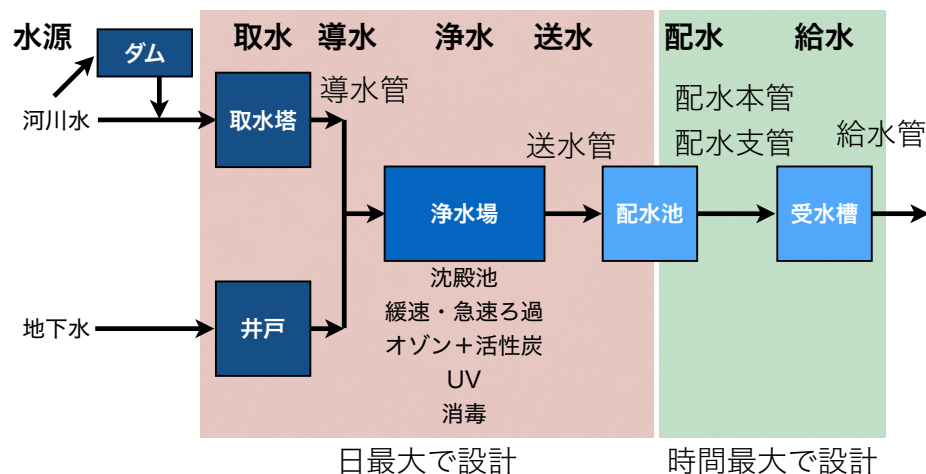 水源
取水
導水
浄水
送水
配水
給水
ダム
導水管
配水本管
河川水
取水塔
送水管
配水支管
給水管
浄水場
配水池
受水槽
沈殿池
緩速・急速ろ過
地下水
井戸
オゾン＋活性炭
UV
消毒
日最大で設計
時間最大で設計